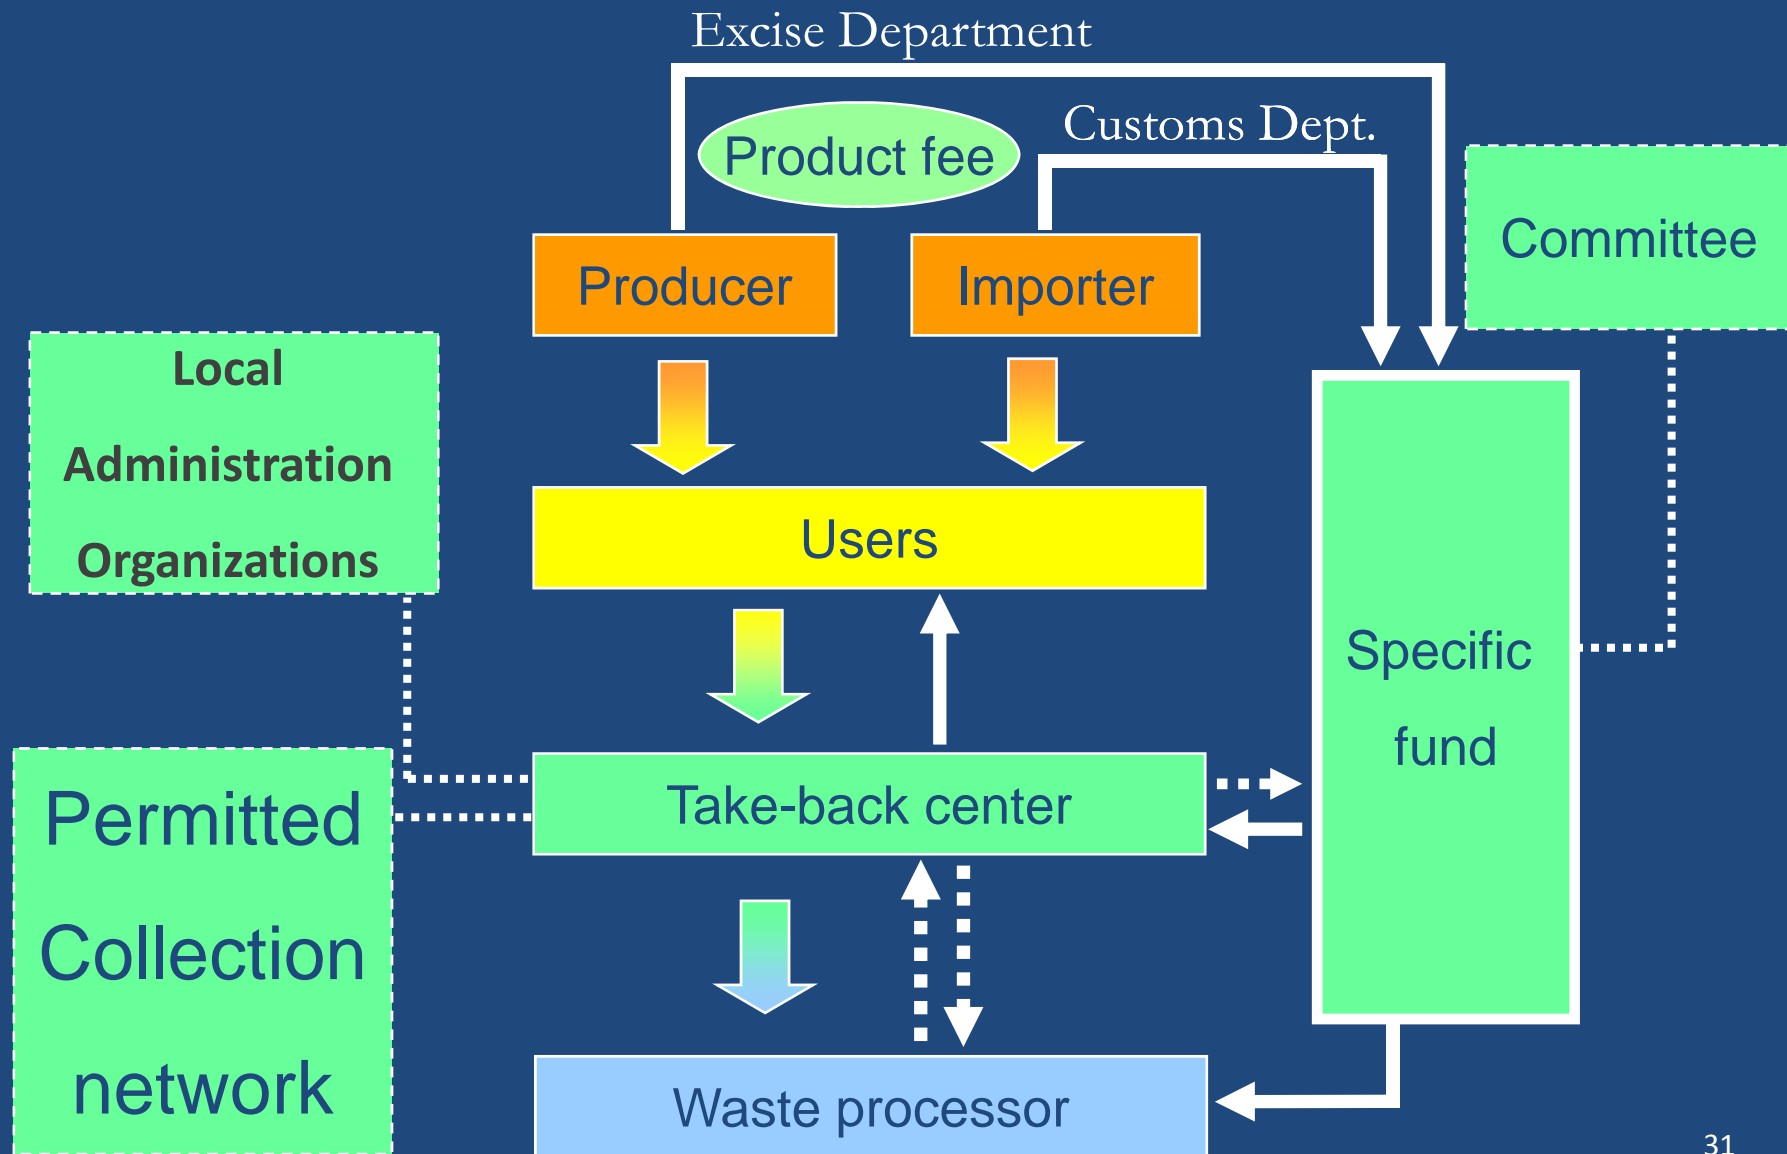 Excise Department
Product fee
Customs Dept.
Committee
Producer
Importer
Local
Administration
Organizations
Users
Specific
fund
Permitted
Collection
network
Take-back center
Waste processor
31